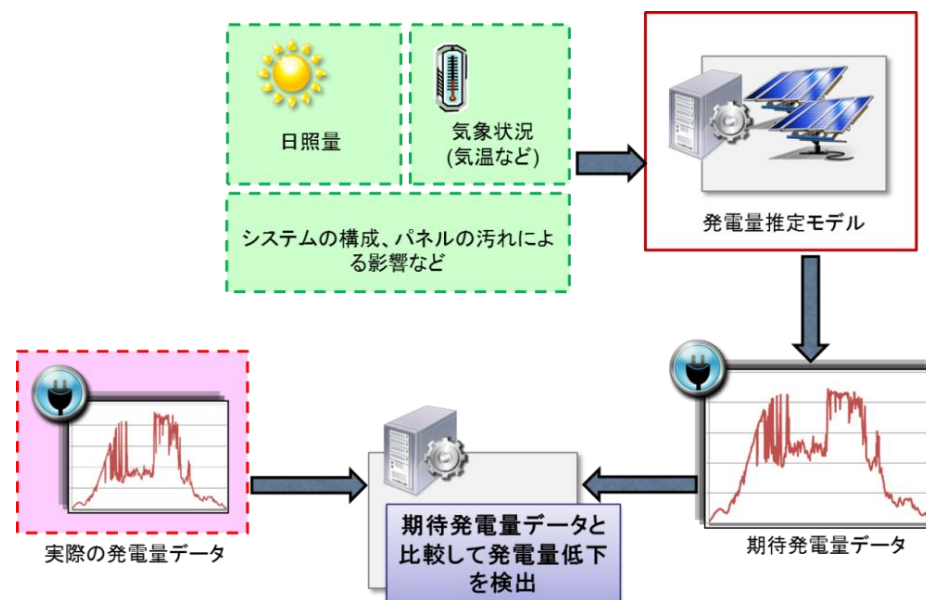 日照量
気象状況
(気温など)
システムの構成、パネルの汚れによ
る影響など
発電量推定モデル
実際の発電量データ
期待発電量データと
比較して発電量低下
を検出
期待発電量データ